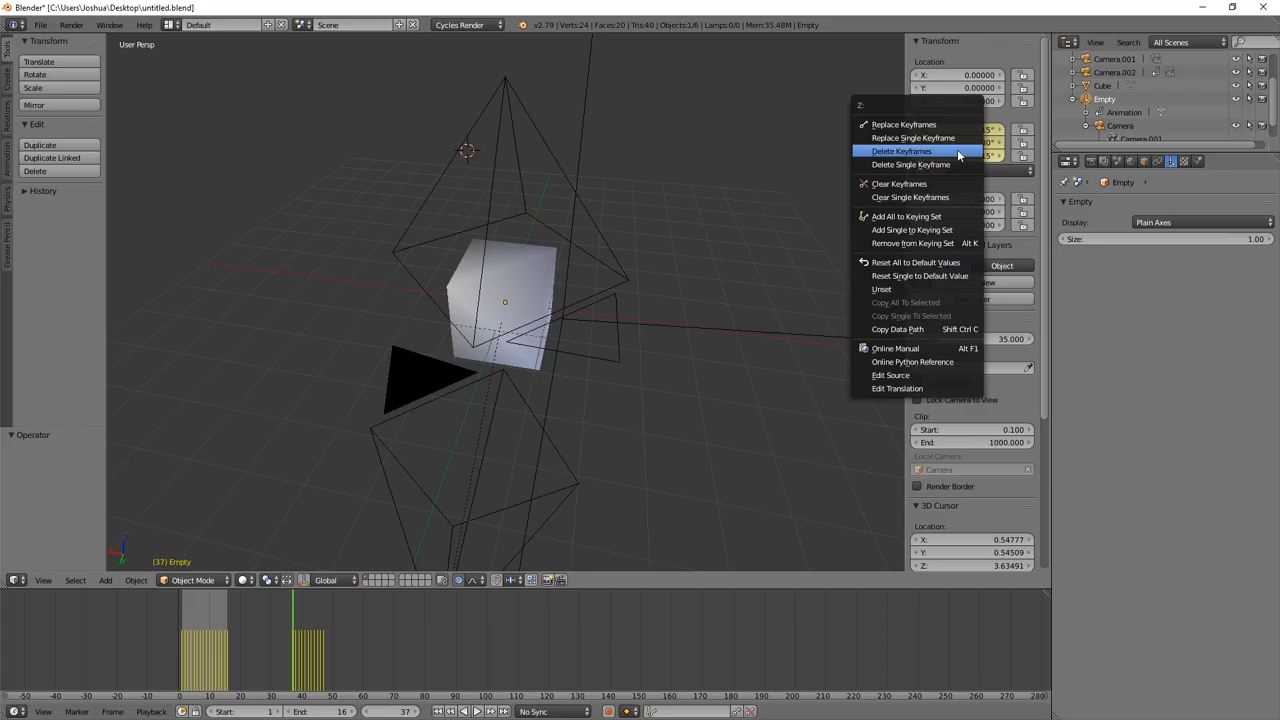 Blender* [C:\Users\Joshua\Desktop\untitled.blend]
File Render Window Help Default Scene Cycles Render v2.79 | Verts:24 | Faces:20 | Tris:40 | Objects:1/6 | Lamps:0/0 | Mem:35.48M | Empty
Tools
Create
Relations
Animation
Physics
Grease Pencil
Transform
Translate
Rotate
Scale
Mirror
Edit
Duplicate
Duplicate Linked
Delete
History
Operator
User Persp
(37) Empty
Z:
Replace Keyframes
Replace Single Keyframe
Delete Keyframes
Delete Single Keyframe
Clear Keyframes
Clear Single Keyframes
Add All to Keying Set
Add Single to Keying Set
Remove from Keying Set Alt K
Reset All to Default Values
Reset Single to Default Value
Unset
Copy All To Selected
Copy Single To Selected
Copy Data Path Shift Ctrl C
Online Manual Alt F1
Online Python Reference
Edit Source
Edit Translation
Transform
Location:
X: 0.00000
Y: 0.00000
Layers
Object
New
35.000
Lock Camera to View
Clip:
Start: 0.100
End: 1000.000
Local Camera:
Camera
Render Border
3D Cursor
Location:
X: 0.54777
Y: 0.54509
Z: 3.63491
View Search All Scenes
Camera.001
Camera.002
Cube
Empty
Animation
Camera
Camera.001
Empty
Empty
Display: Plain Axes
Size: 1.00
View Select Add Object Object Mode Global
-50 -40 -30 -20 -10 0 10 20 30 40 50 60 70 80 90 100 110 120 130 140 150 160 170 180 190 200 210 220 230 240 250 260 270 280
View Marker Frame Playback Start: 1 End: 16 37 No Sync